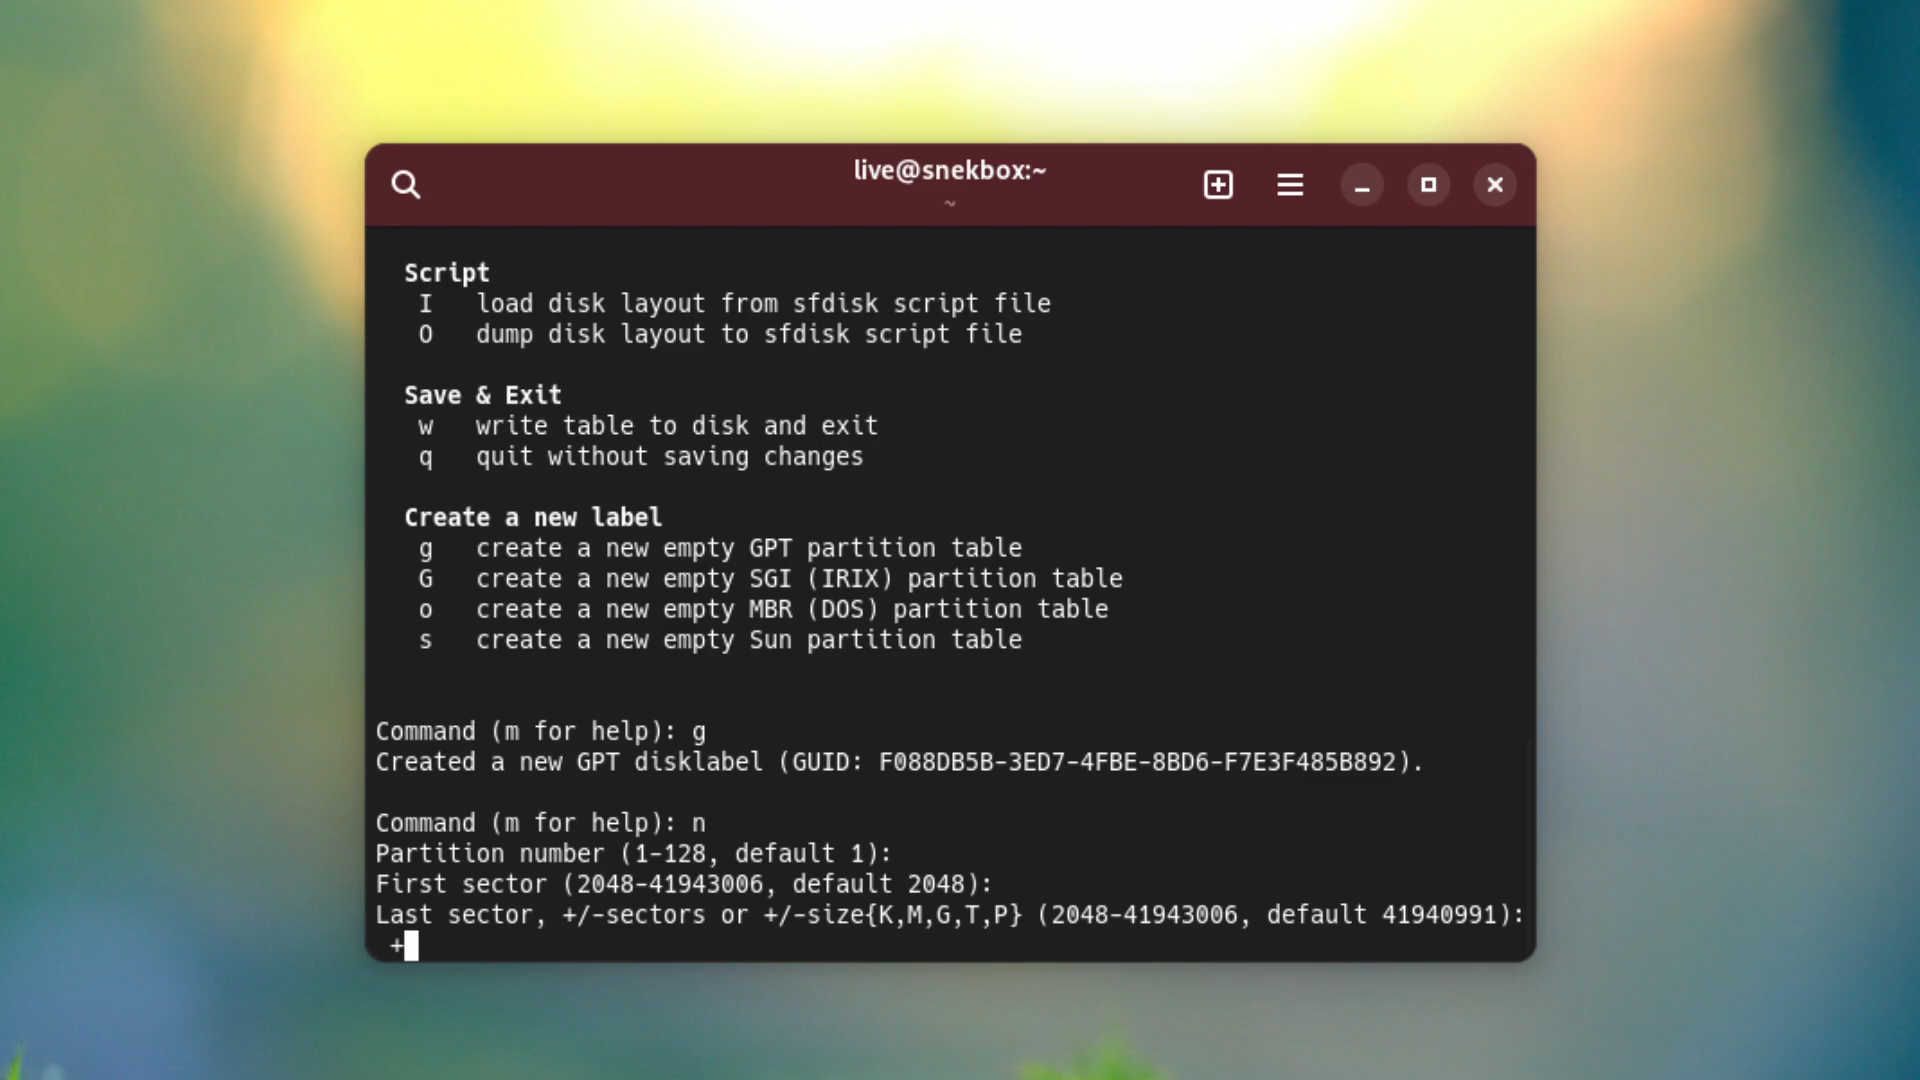 live@snekbox:~
~
Script
I load disk layout from sfdisk script file
O dump disk layout to sfdisk script file
Save & Exit
w write table to disk and exit
q quit without saving changes
Create a new label
g create a new empty GPT partition table
G create a new empty SGI (IRIX) partition table
o create a new empty MBR (DOS) partition table
s create a new empty Sun partition table
Command (m for help): g
Created a new GPT disklabel (GUID: F088DB5B-3ED7-4FBE-8BD6-F7E3F485B892).
Command (m for help): n
Partition number (1-128, default 1):
First sector (2048-41943006, default 2048):
Last sector, +/-sectors or +/-size{K,M,G,T,P} (2048-41943006, default 41940991):
+